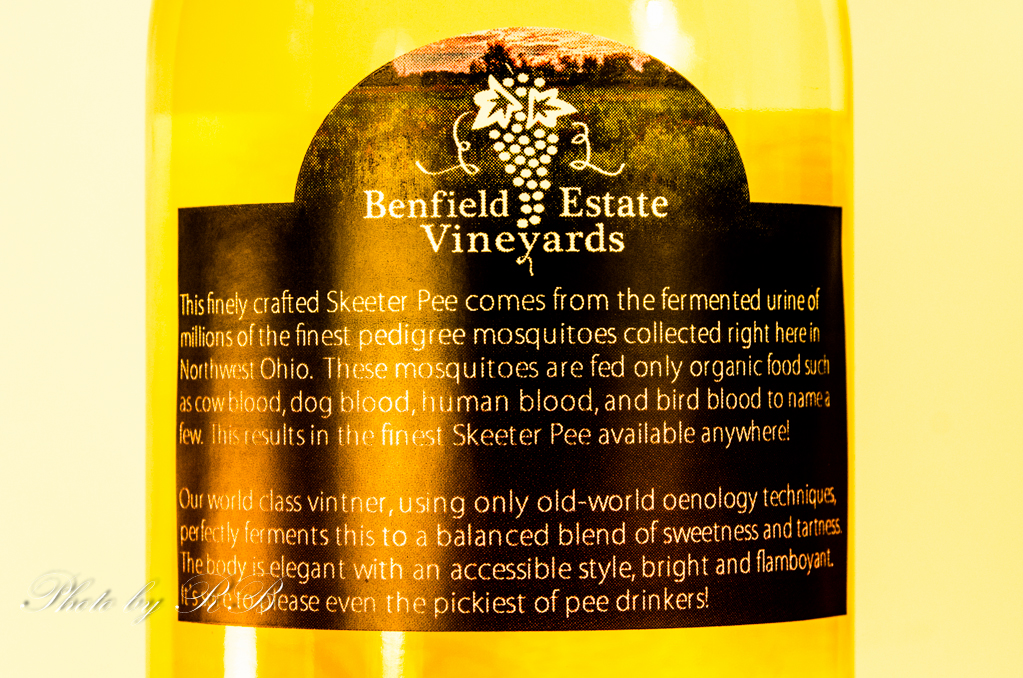 Benfield Estate
Vineyards
This finely crafted Skeeter Pee comes from the fermented urine of
millions of the finest pedigree mosquitoes collected right here in
Northwest Ohio. These mosquitoes are fed only organic food such
as cow blood, dog blood, human blood, and bird blood to name a
few. This results in the finest Skeeter Pee available anywhere!
Our world class vintner, using only old-world oenology techniques,
perfectly ferments this to a balanced blend of sweetness and tartness.
The body is elegant with an accessible style, bright and flamboyant.
It's to please even the pickiest of pee drinkers!
Photo by R.B